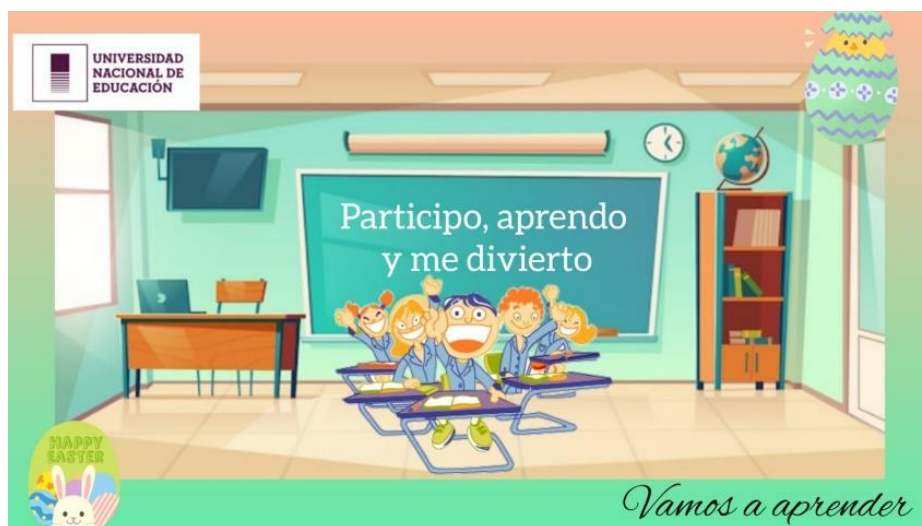 UNIVERSIDAD
NACIONAL DE
EDUCACIÓN
Participo, aprendo
y me divierto
HAPPY
EASTER
Vamos a aprender